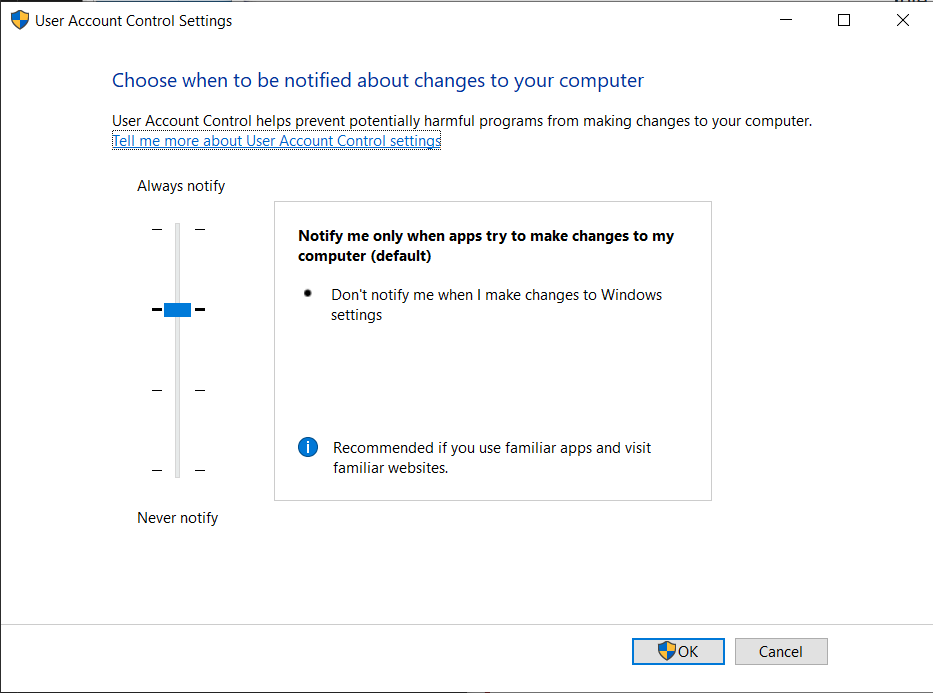 User Account Control Settings
Choose when to be notified about changes to your computer
User Account Control helps prevent potentially harmful programs from making changes to your computer.
Tell me more about User Account Control settings
Always notify
Notify me only when apps try to make changes to my
computer (default)
Don't notify me when I make changes to Windows
settings
Recommended if you use familiar apps and visit
familiar websites.
Never notify
OK
Cancel